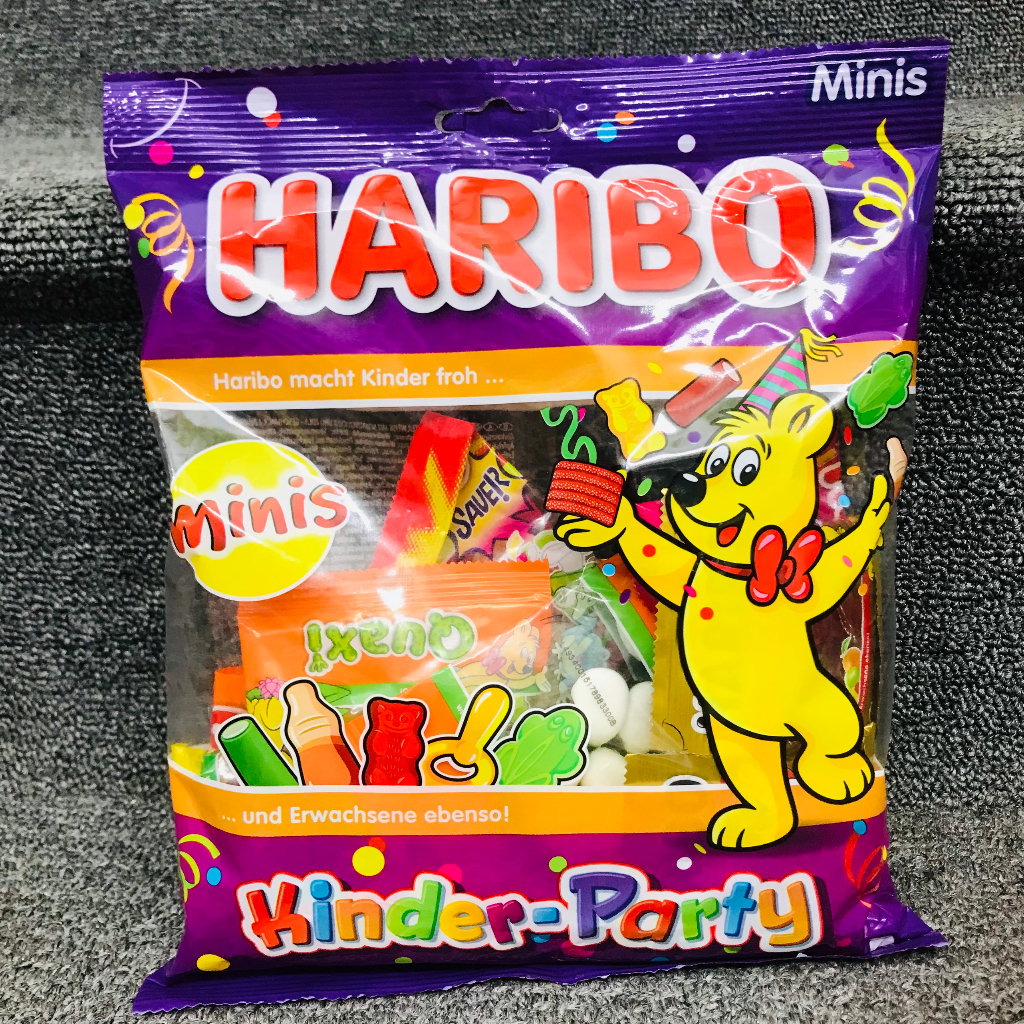 Minis
HARIBO
Haribo macht Kinder froh ...
minis
SAUER!
Quaxi
... und Erwachsene ebenso!
Kinder-Party